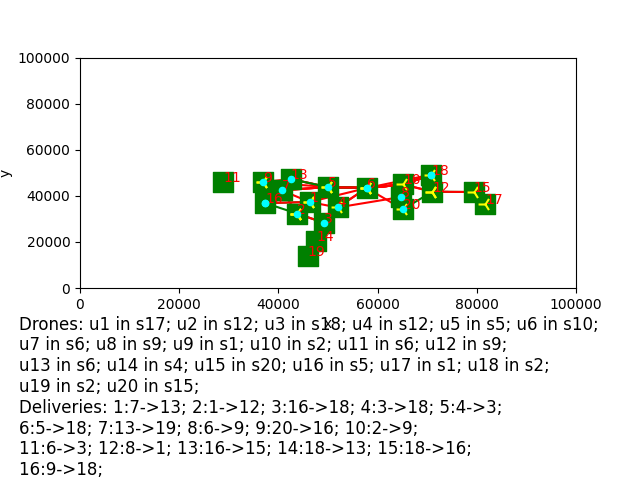 100000
80000
60000
40000
20000
0
y
0 20000 40000 60000 80000 100000
x
11
3
18
2
15
17
Drones: u1 in s17; u2 in s12; u3 in s18; u4 in s12; u5 in s5; u6 in s10;
u7 in s6; u8 in s9; u9 in s1; u10 in s2; u11 in s6; u12 in s9;
u13 in s6; u14 in s4; u15 in s20; u16 in s5; u17 in s1; u18 in s2;
u19 in s2; u20 in s15;
Deliveries: 1:7->13; 2:1->12; 3:16->18; 4:3->18; 5:4->3;
6:5->18; 7:13->19; 8:6->9; 9:20->16; 10:2->9;
11:6->3; 12:8->1; 13:16->15; 14:18->13; 15:18->16;
16:9->18;